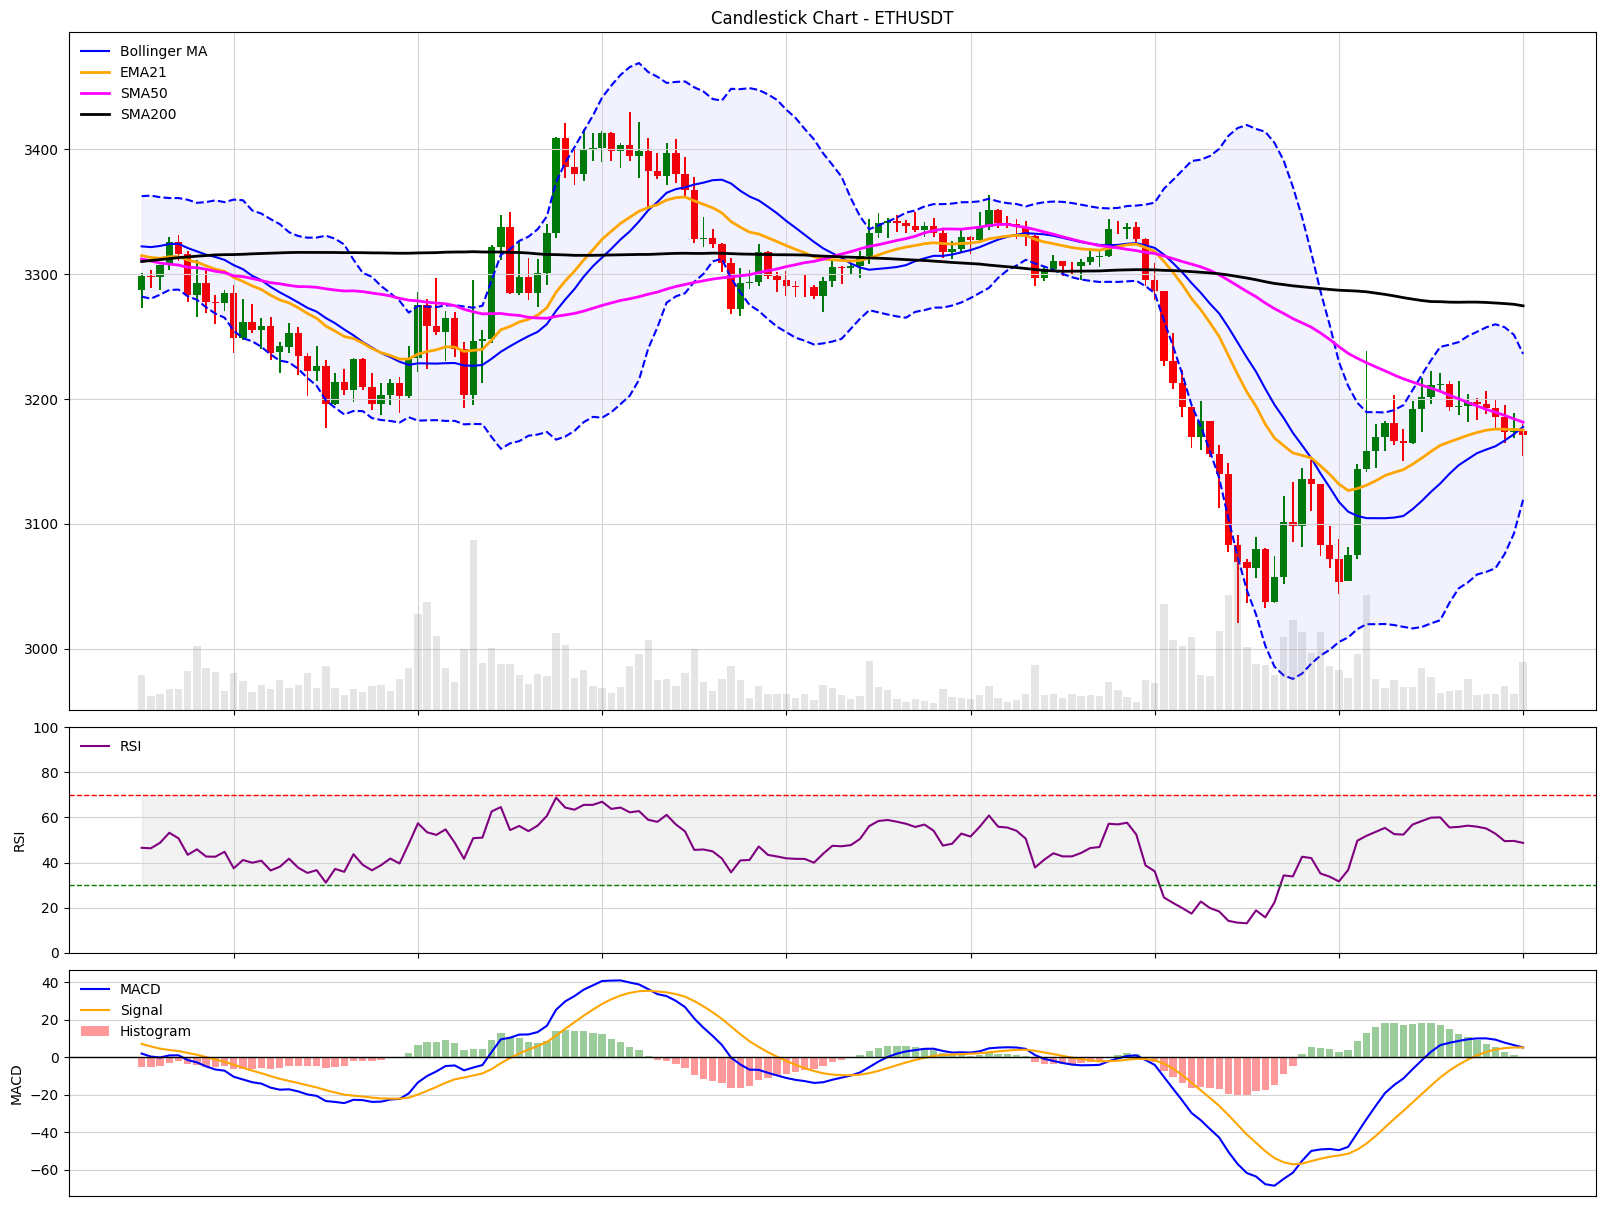 Candlestick Chart - ETHUSDT
Bollinger MA
EMA21
SMA50
SMA200
3400
3300
3200
3100
3000
RSI
100
80
60
40
20
0
RSI
MACD
Signal
Histogram
40
20
0
−20
−40
−60
MACD